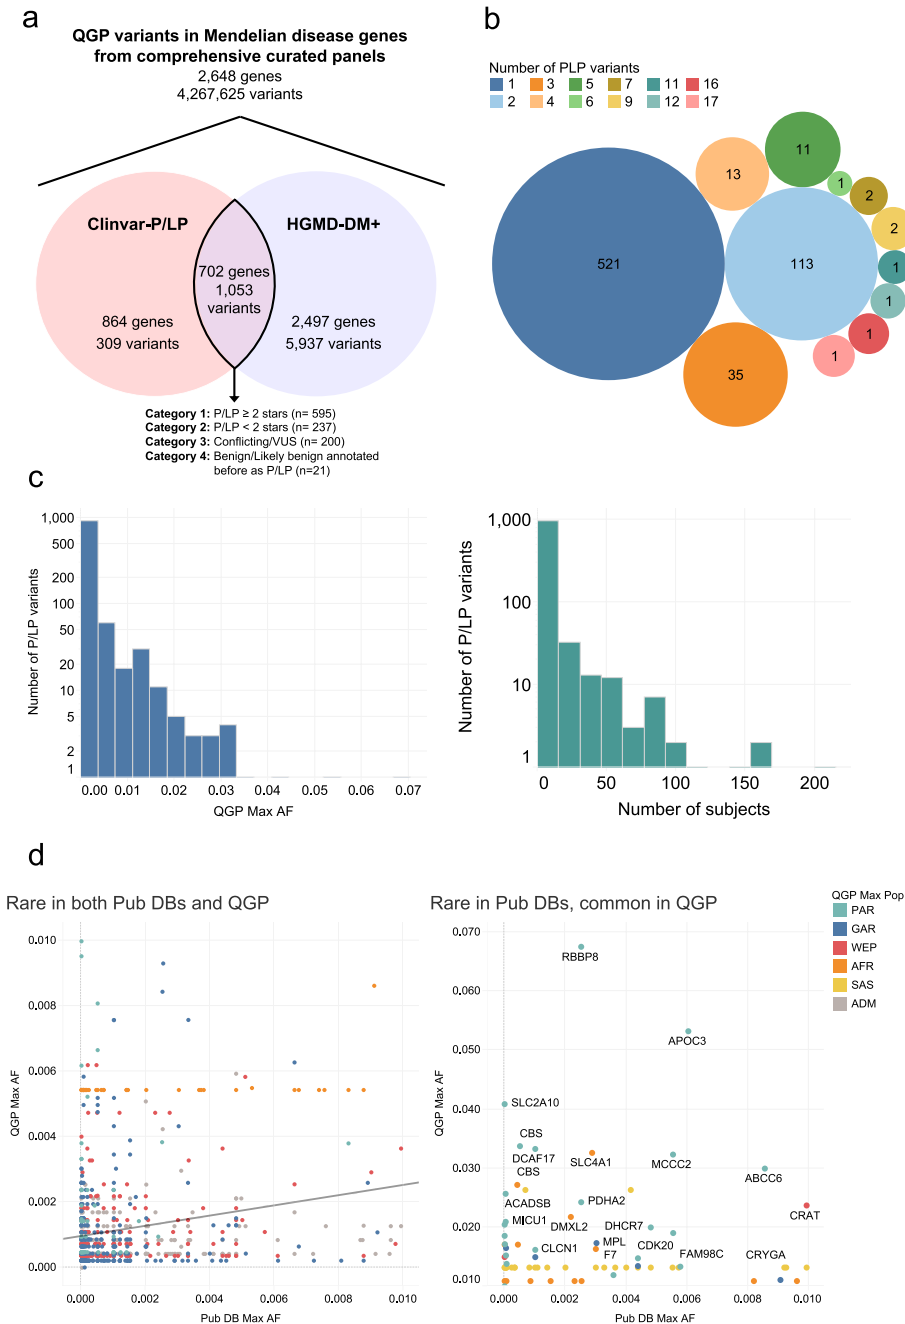 a
QGP variants in Mendelian disease genes
from comprehensive curated panels
2,648 genes
4,267,625 variants
Clinvar-P/LP
HGMD-DM+
702 genes
1,053
variants
864 genes
309 variants
2,497 genes
5,937 variants
Category 1: P/LP ≥ 2 stars (n= 595)
Category 2: P/LP < 2 stars (n= 237)
Category 3: Conflicting/VUS (n= 200)
Category 4: Benign/Likely benign annotated
before as P/LP (n=21)
b
Number of PLP variants
1 3 5 7 11 16
2 4 6 9 12 17
521
113
35
13
11
1
2
2
1
1
1
1
c
Number of P/LP variants
1,000
500
200
100
50
20
10
5
2
1
0.00 0.01 0.02 0.03 0.04 0.05 0.06 0.07
QGP Max AF
Number of P/LP variants
1,000
100
10
1
0 50 100 150 200
Number of subjects
d
Rare in both Pub DBs and QGP
QGP Max AF
0.010
0.008
0.006
0.004
0.002
0.000
0.000 0.002 0.004 0.006 0.008 0.010
Pub DB Max AF
Rare in Pub DBs, common in QGP
QGP Max AF
0.070
0.060
0.050
0.040
0.030
0.020
0.010
RBBP8
APOC3
SLC2A10
CBS
DCAF17
CBS
SLC4A1
MCCC2
ABCC6
ACADSB
PDHA2
CRAT
MICU1
DMXL2
DHCR7
CLCN1
MPL
F7
CDK20
FAM98C
CRYGA
0.000 0.002 0.004 0.006 0.008 0.010
Pub DB Max AF
QGP Max Pop
PAR
GAR
WEP
AFR
SAS
ADM